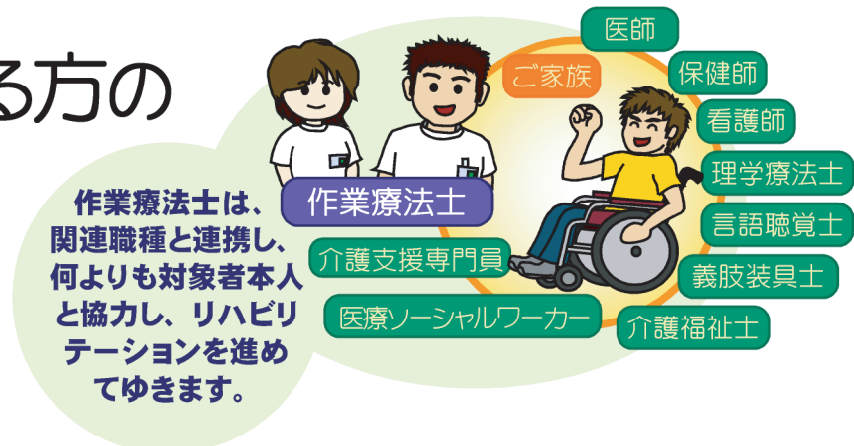 る方の
医師
ご家族
保健師
看護師
理学療法士
言語聴覚士
義肢装具士
介護福祉士
医療ソーシャルワーカー
介護支援専門員
作業療法士
作業療法士は、
関連職種と連携し、
何よりも対象者本人
と協力し、リハビリ
テーションを進め
てゆきます。